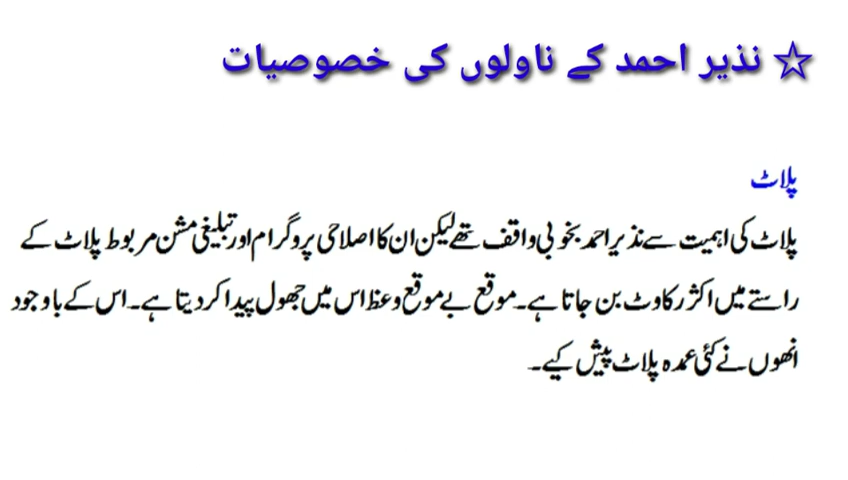 ☆ نذیر احمد کے ناولوں کی خصوصیات
پلاٹ
پلاٹ کی اہمیت سے نذیر احمد بخوبی واقف تھے لیکن ان کا اصلاحی پروگرام اور تبلیغی مشن مربوط پلاٹ کے
راستے میں اکثر رکاوٹ بن جاتا ہے۔ موقع بے موقع وعظ اس میں جھول پیدا کر دیتا ہے۔ اس کے باوجود
انھوں نے کئی عمدہ پلاٹ پیش کیے۔